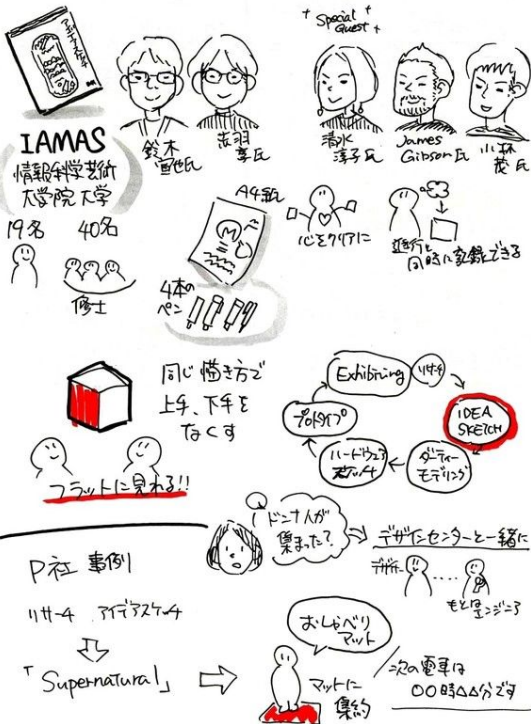 アイデアスケッチ
Special Guest
IAMAS
情報科学芸術
大学院大学
鈴木
宣也氏
赤羽
亨氏
清水
淳子氏
James
Gibson氏
小林
茂氏
19名 40名
修士
A4紙
4本の
ペン
心をクリアに
進行と
同時に記録できる
同じ描き方で
上手、下手を
なくす
フラットに見れる!!
Exhibiting
リサーチ
IDEA
SKETCH
ダーティー
モデリング
ハードウェア
スケッチ
プロトタイプ
P社 事例
リサーチ アイデアスケッチ
「Supernatural」
ドンナ人が
集まった?
デザインセンターと一緒に
デザイナー
もとはエンジニア
おしゃべり
マット
マットに
集約
次の電車は
〇〇時△△分です